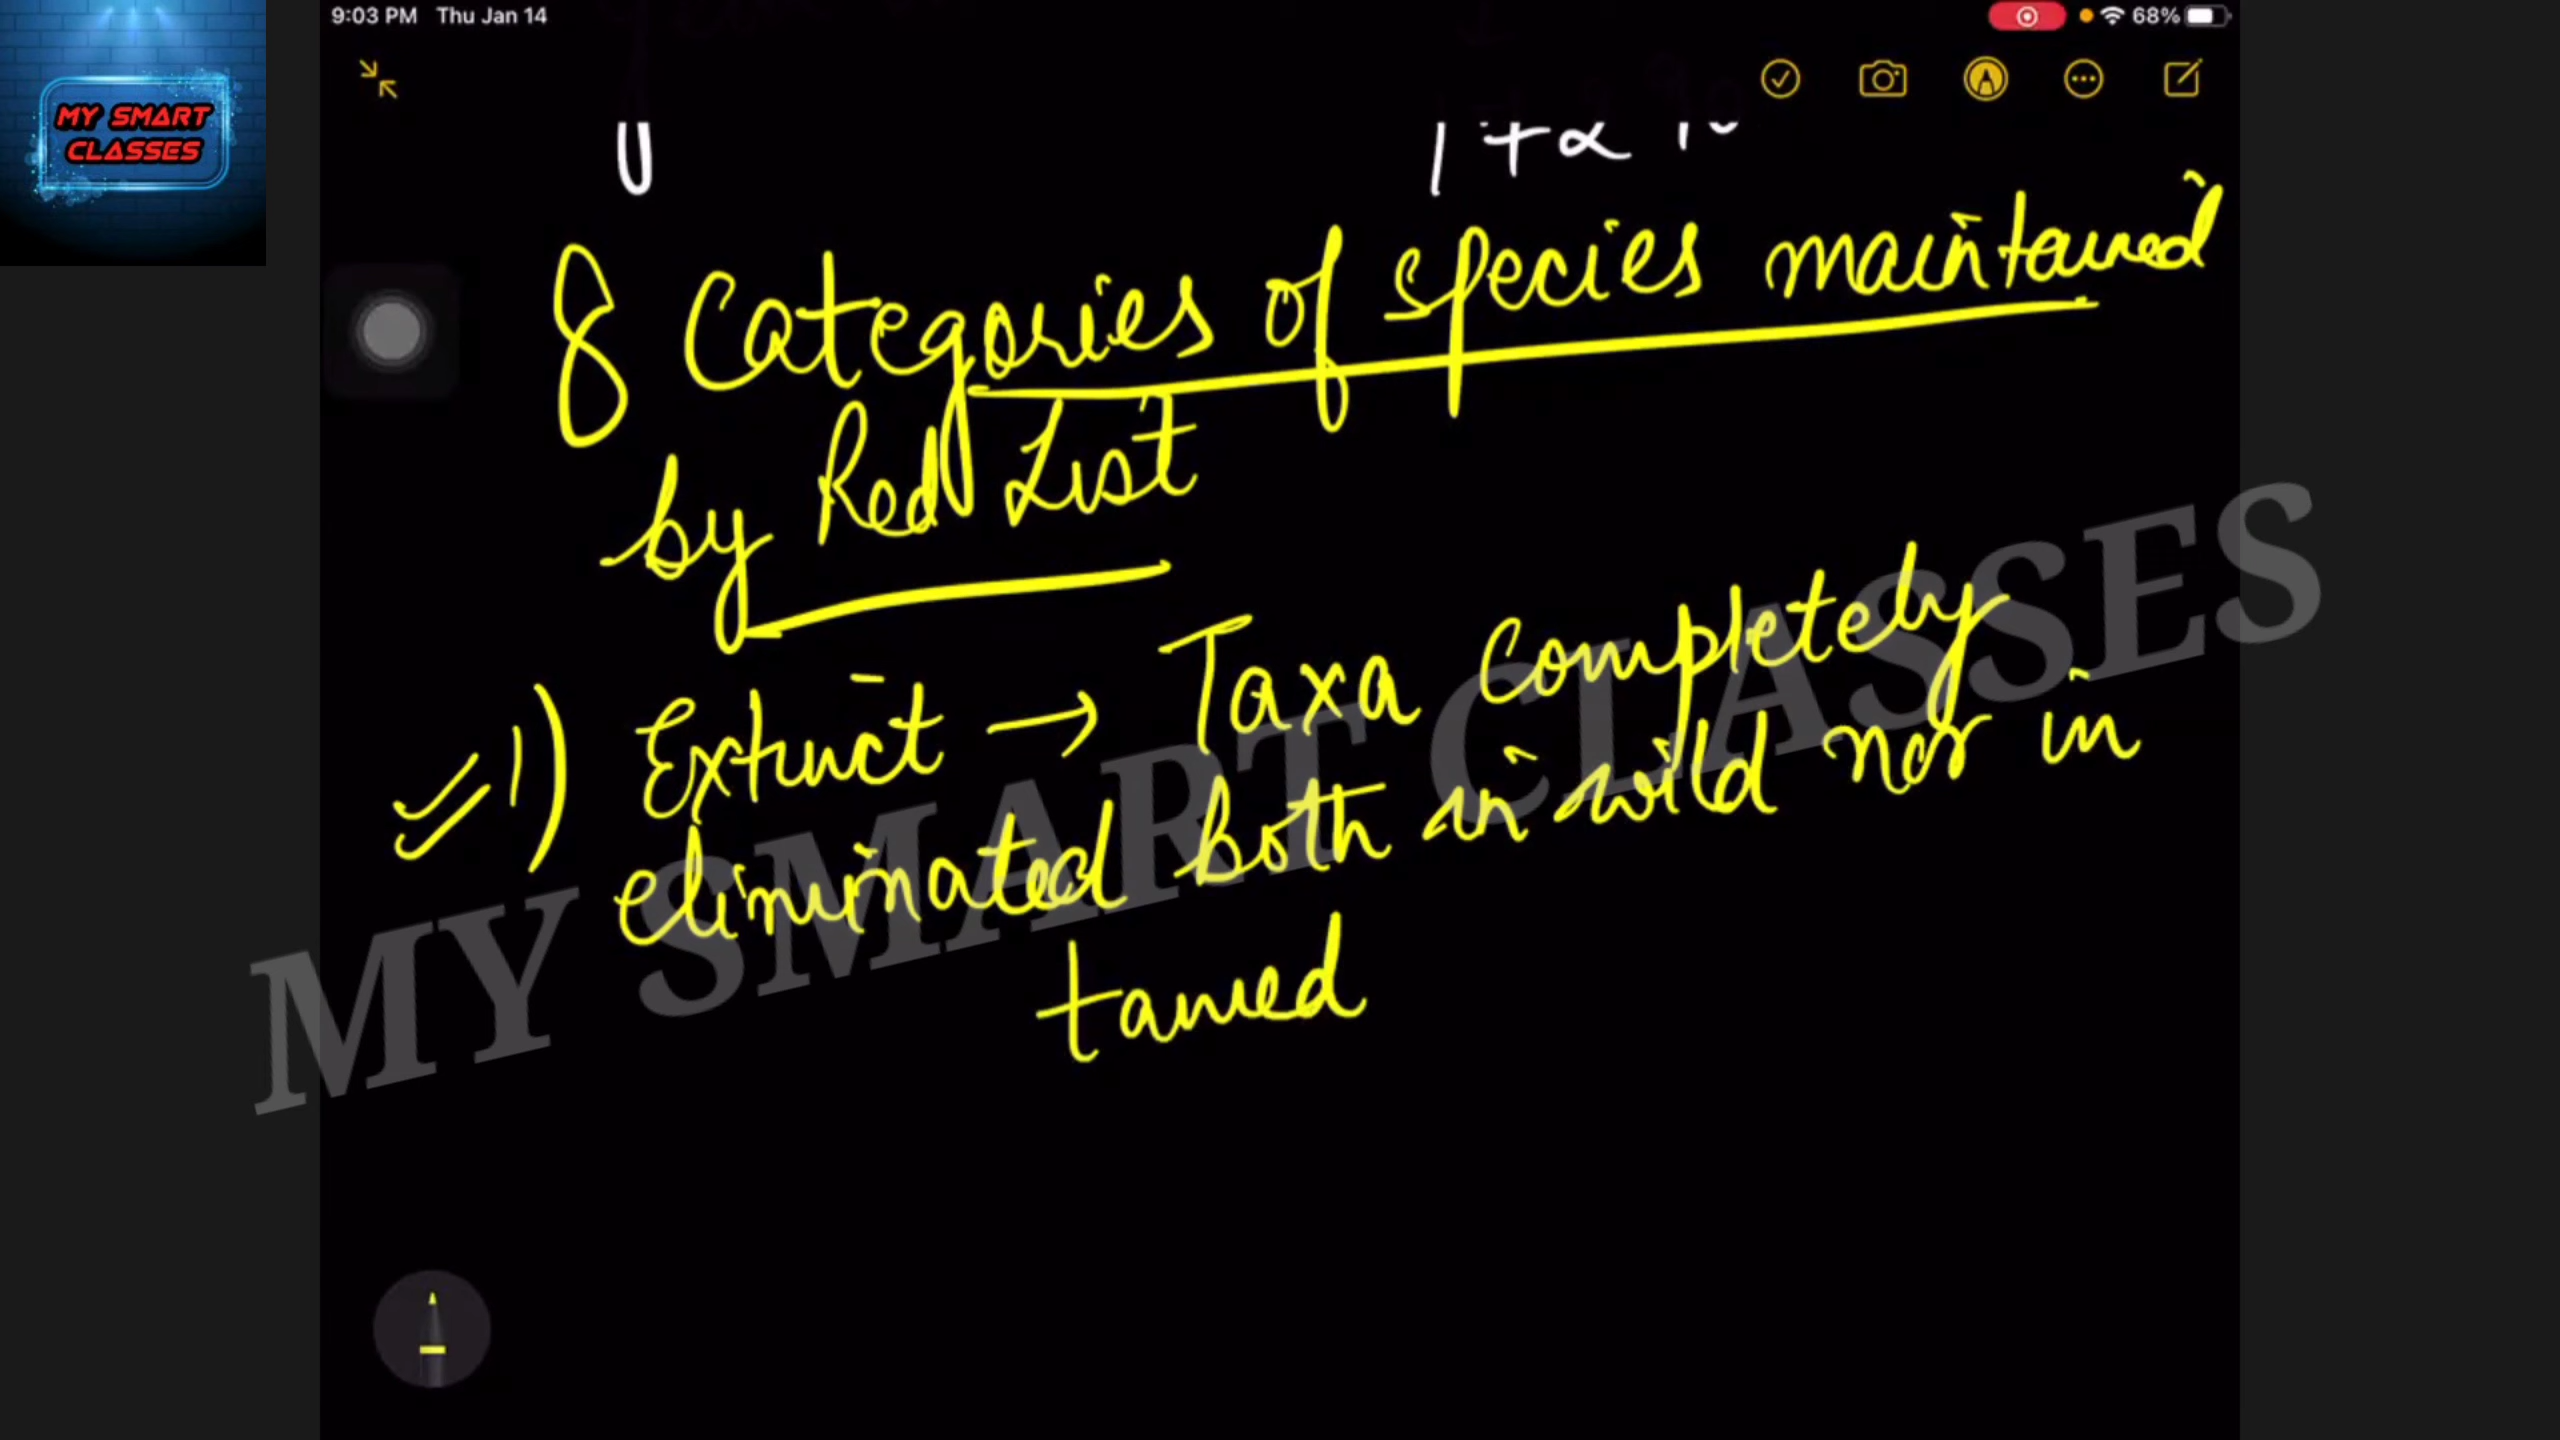 9:03 PM Thu Jan 14
68%
MY SMART
CLASSES
8 Categories of species maintained
by Red List
1) Extinct → Taxa completely
eliminated both in wild nor in
tamed
MY SMART CLASSES